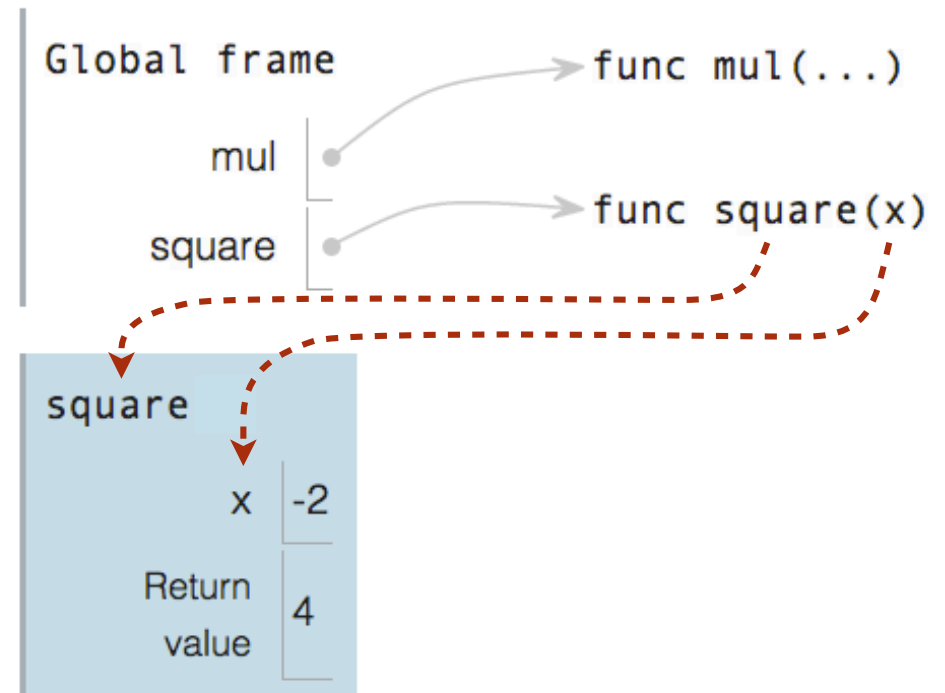 Global frame
func mul(...)
mul
func square(x)
square
square
x -2
Return
value
4